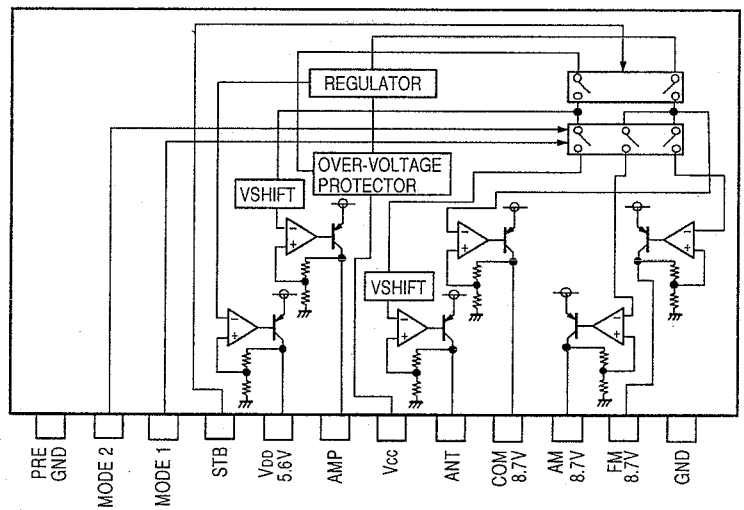 REGULATOR
OVER-VOLTAGE
PROTECTOR
VSHIFT
VSHIFT
- +
- +
- +
- +
- +
- +
PRE
GND
MODE 2
MODE 1
STB
VDD
5.6V
AMP
Vcc
ANT
COM
8.7V
AM
8.7V
FM
8.7V
GND